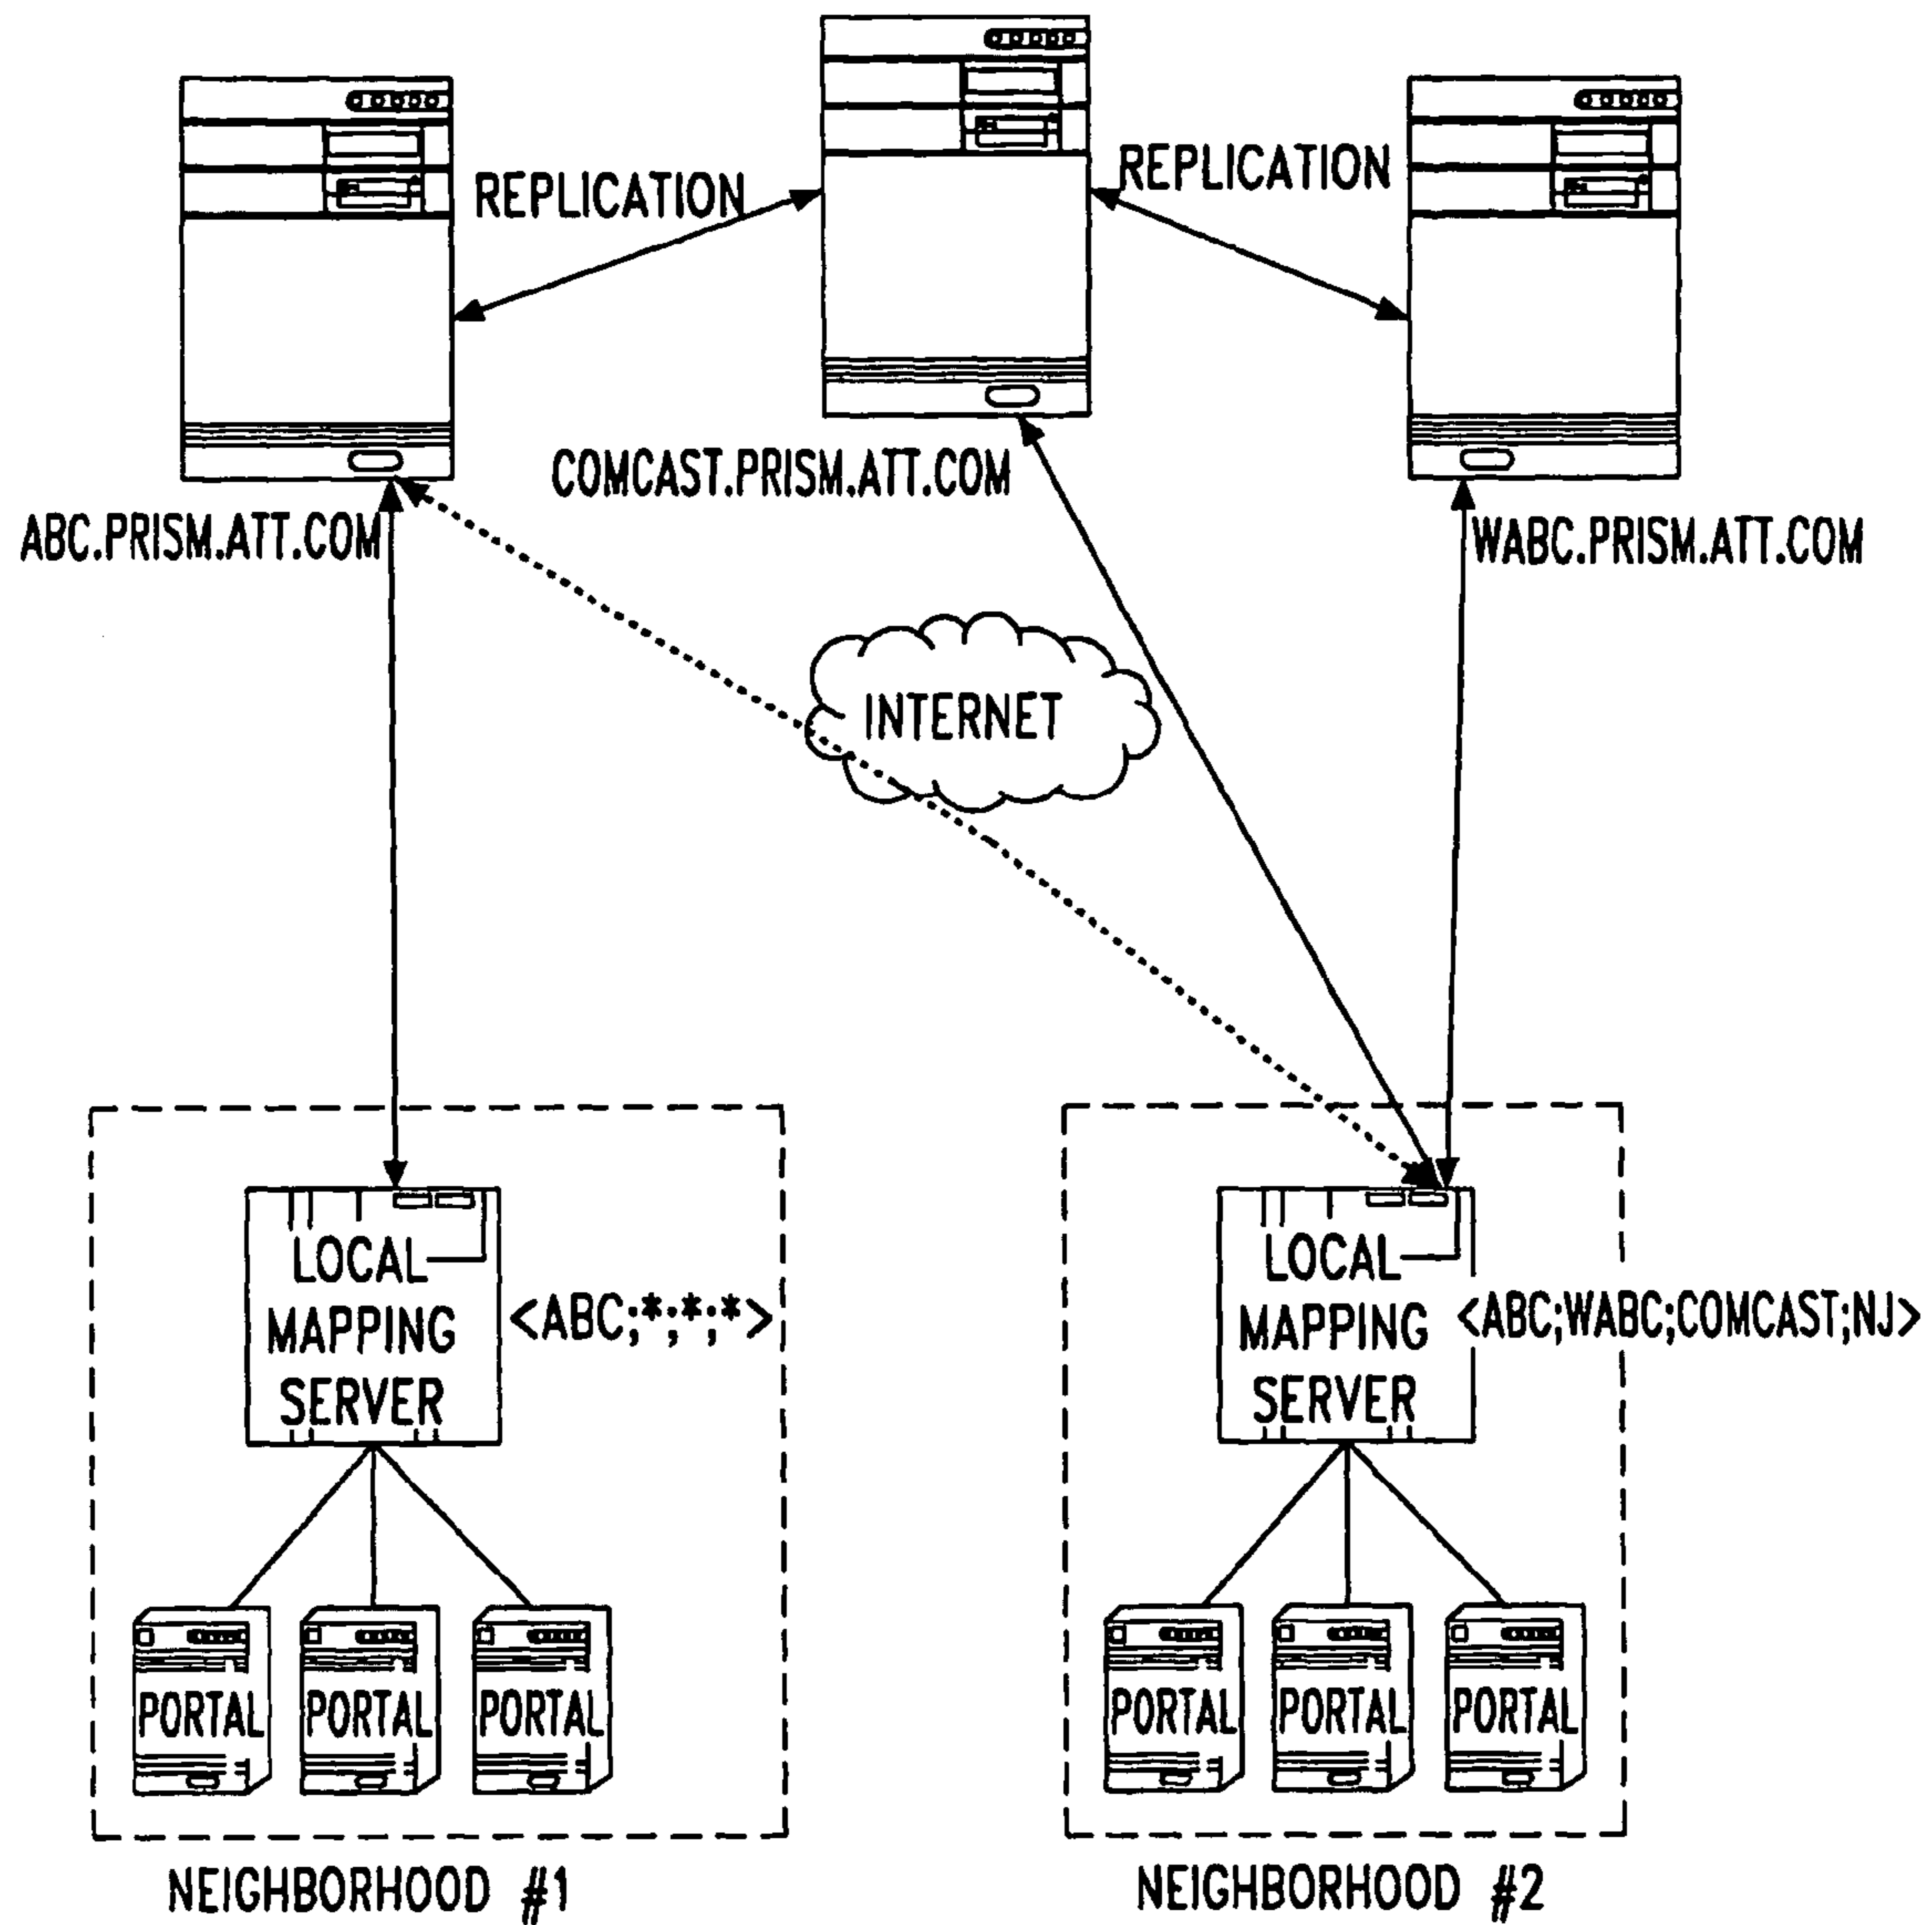 REPLICATION
REPLICATION
COMCAST.PRISM.ATT.COM
ABC.PRISM.ATT.COM
WABC.PRISM.ATT.COM
INTERNET
LOCAL
MAPPING
SERVER
<ABC;*;*;*>
LOCAL
MAPPING
SERVER
<ABC;WABC;COMCAST;NJ>
PORTAL
PORTAL
PORTAL
PORTAL
PORTAL
PORTAL
NEIGHBORHOOD #1
NEIGHBORHOOD #2